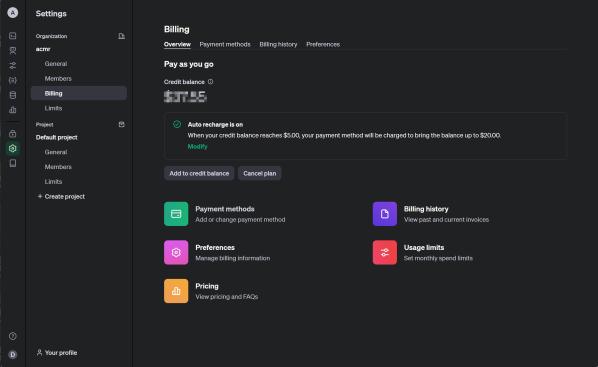 A
Settings
Organization
acmr
General
Members
Billing
Limits
Project
Default project
General
Members
Limits
+ Create project
Your profile
D
Billing
Overview Payment methods Billing history Preferences
Pay as you go
Credit balance
Auto recharge is on
When your credit balance reaches $5.00, your payment method will be charged to bring the balance up to $20.00.
Modify
Add to credit balance Cancel plan
Payment methods
Add or change payment method
Billing history
View past and current invoices
Preferences
Manage billing information
Usage limits
Set monthly spend limits
Pricing
View pricing and FAQs